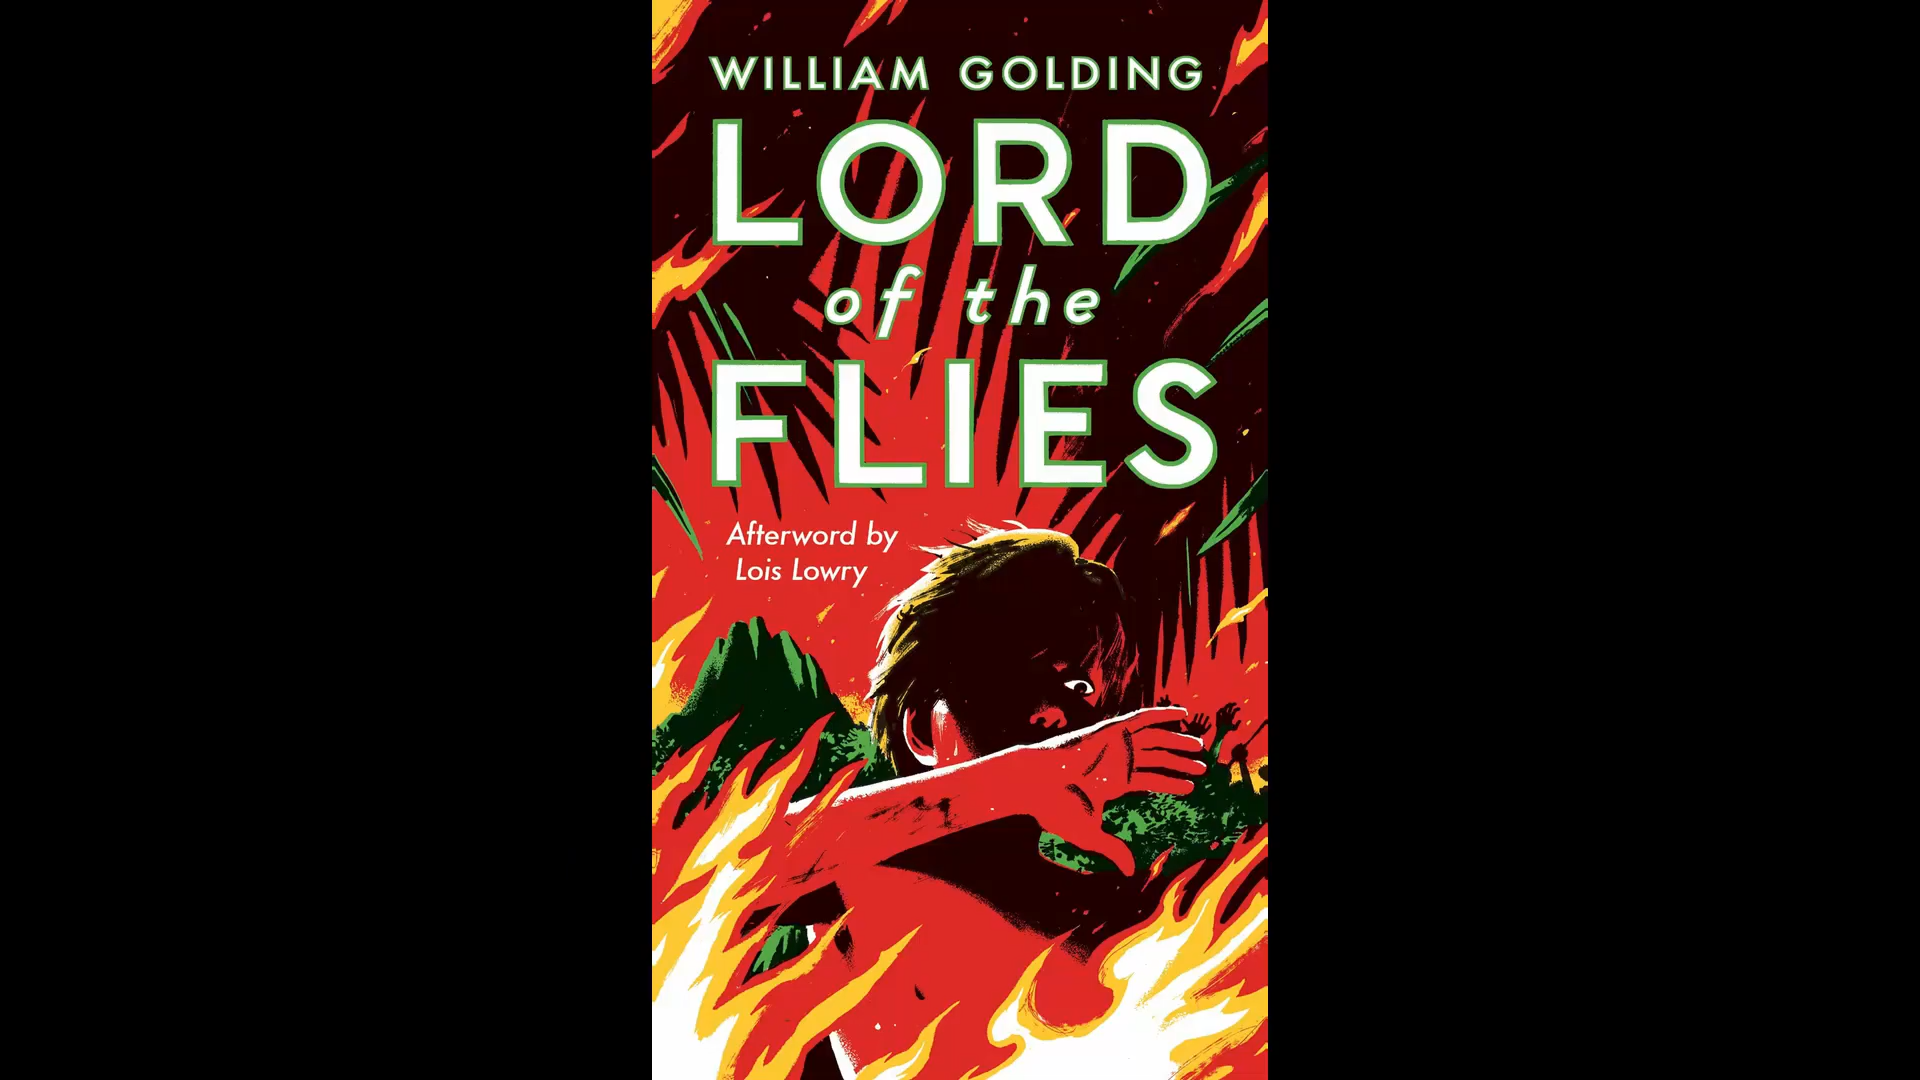 WILLIAM GOLDING
LORD
of the
FLIES
Afterword by
Lois Lowry